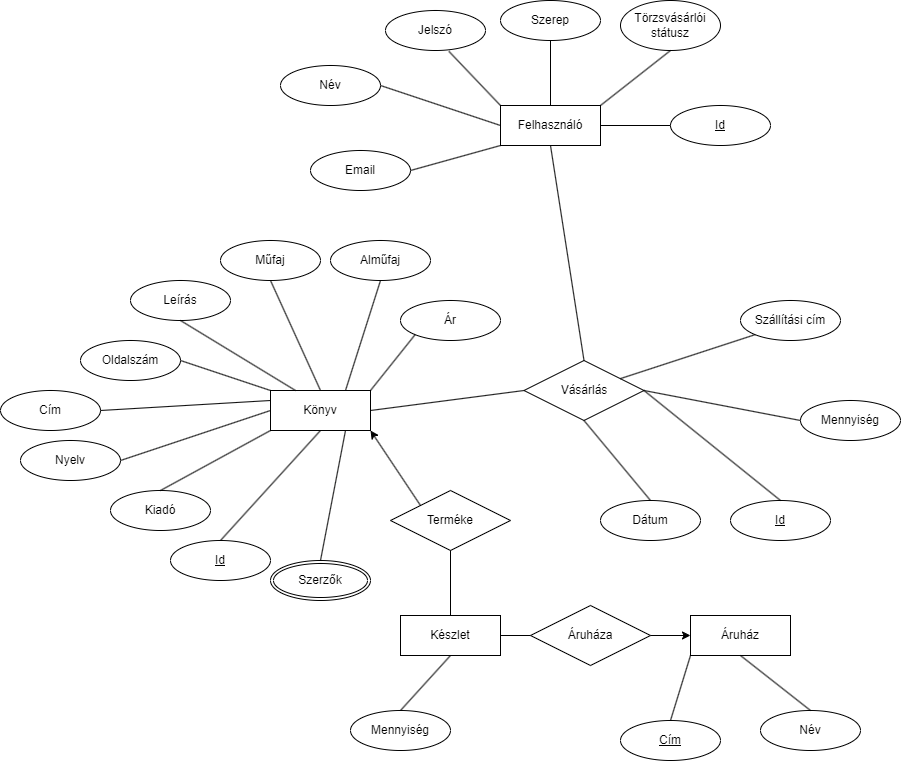 Szerep
Törzsvásárlói
státusz
Jelszó
Név
Felhasználó
Id
Email
Műfaj
Alműfaj
Leírás
Ár
Szállítási cím
Oldalszám
Vásárlás
Cím
Könyv
Mennyiség
Nyelv
Kiadó
Terméke
Dátum
Id
Id
Szerzők
Készlet
Áruháza
Áruház
Mennyiség
Cím
Név